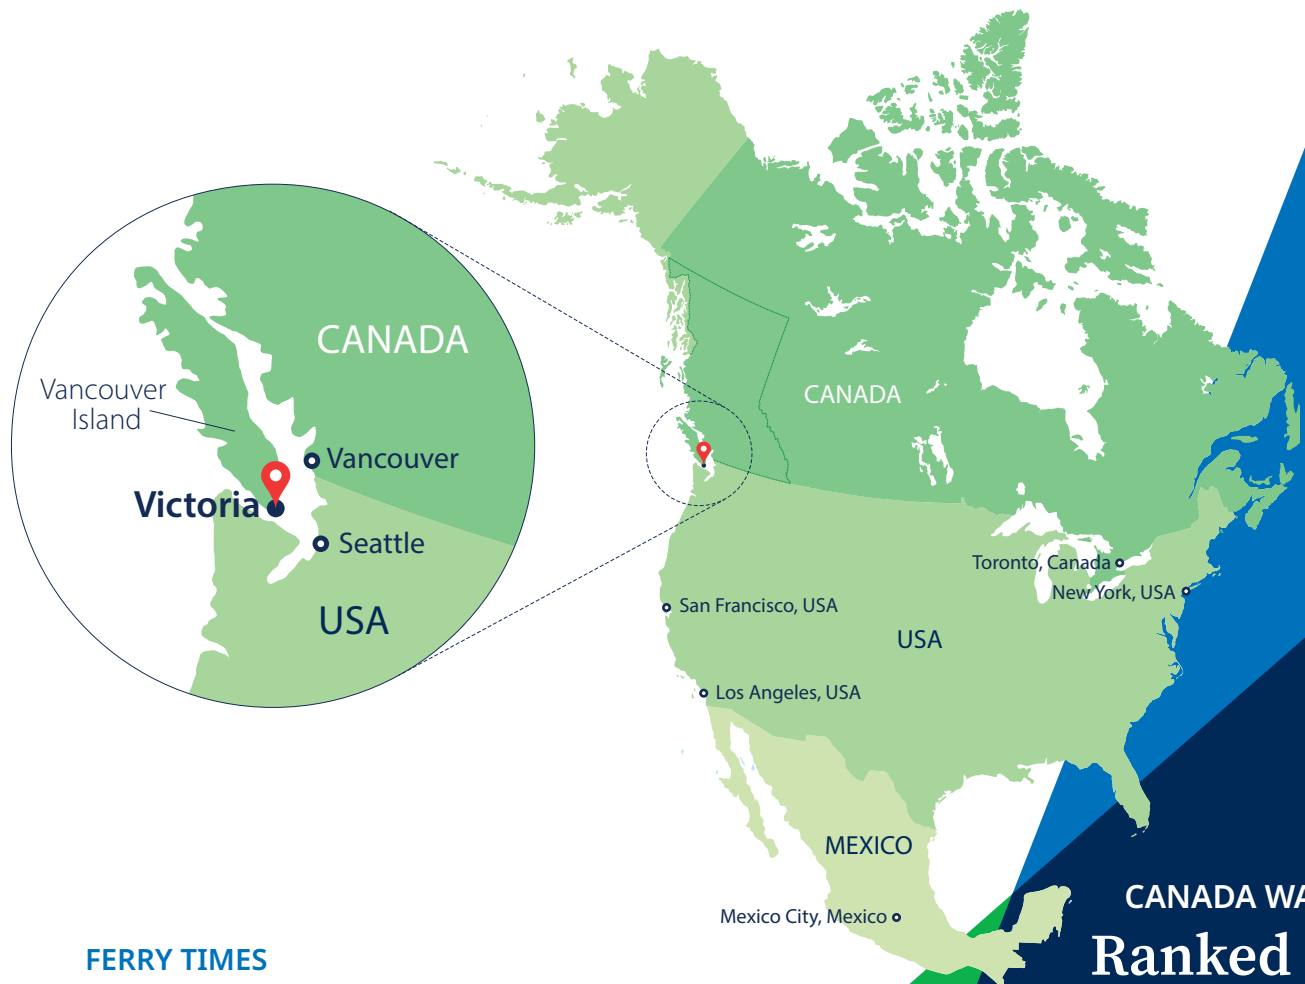 CANADA
Vancouver
Island
Vancouver
Victoria
Seattle
USA
CANADA
Toronto, Canada
New York, USA
San Francisco, USA
USA
Los Angeles, USA
MEXICO
Mexico City, Mexico
FERRY TIMES
CANADA WA
Ranked